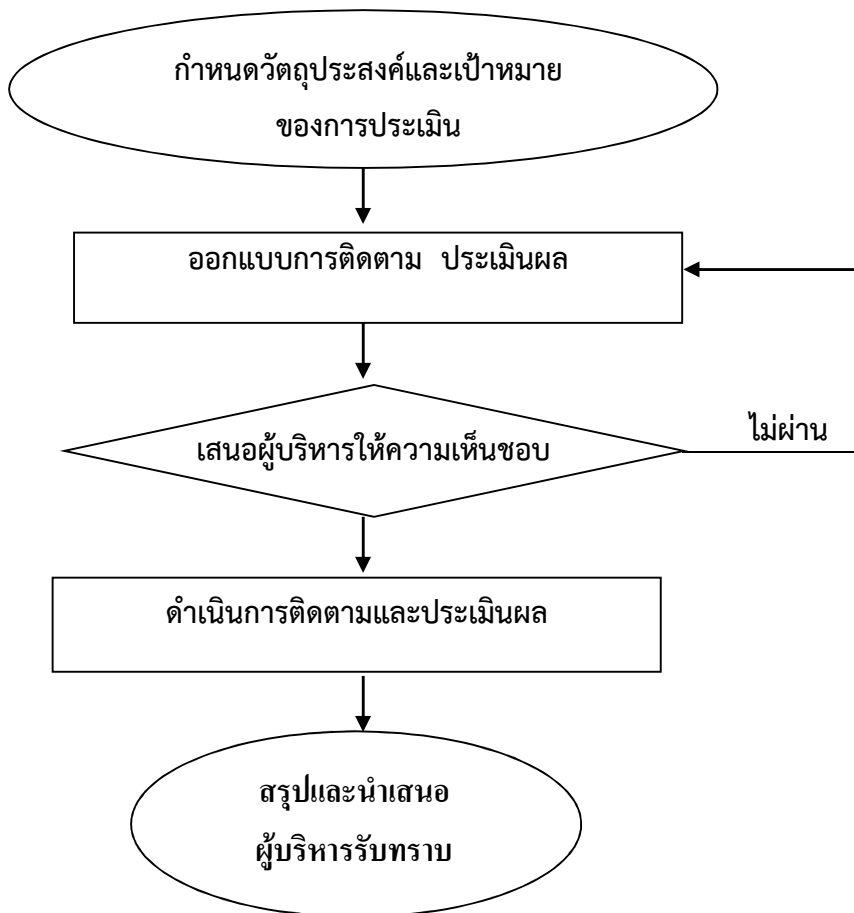 กำหนดวัตถุประสงค์และเป้าหมาย
ของการประเมิน
ออกแบบการติดตาม ประเมินผล
เสนอผู้บริหารให้ความเห็นชอบ
ไม่ผ่าน
ดำเนินการติดตามและประเมินผล
สรุปและนำเสนอ
ผู้บริหารรับทราบ